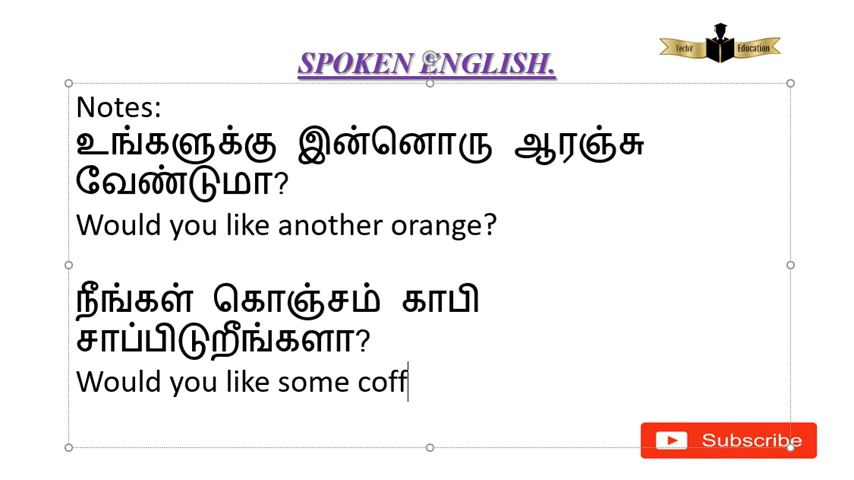 SPOKEN ENGLISH.
TechV Education
Notes:
உங்களுக்கு இன்னொரு ஆரஞ்சு
வேண்டுமா?
Would you like another orange?
நீங்கள் கொஞ்சம் காபி
சாப்பிடுறீங்களா?
Would you like some coff
Subscribe